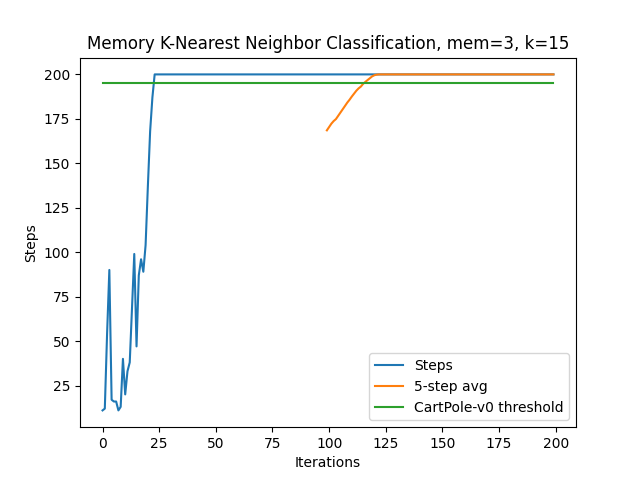 Memory K-Nearest Neighbor Classification, mem=3, k=15
200
175
150
125
100
75
50
25
Steps
Steps
5-step avg
CartPole-v0 threshold
0 25 50 75 100 125 150 175 200
Iterations